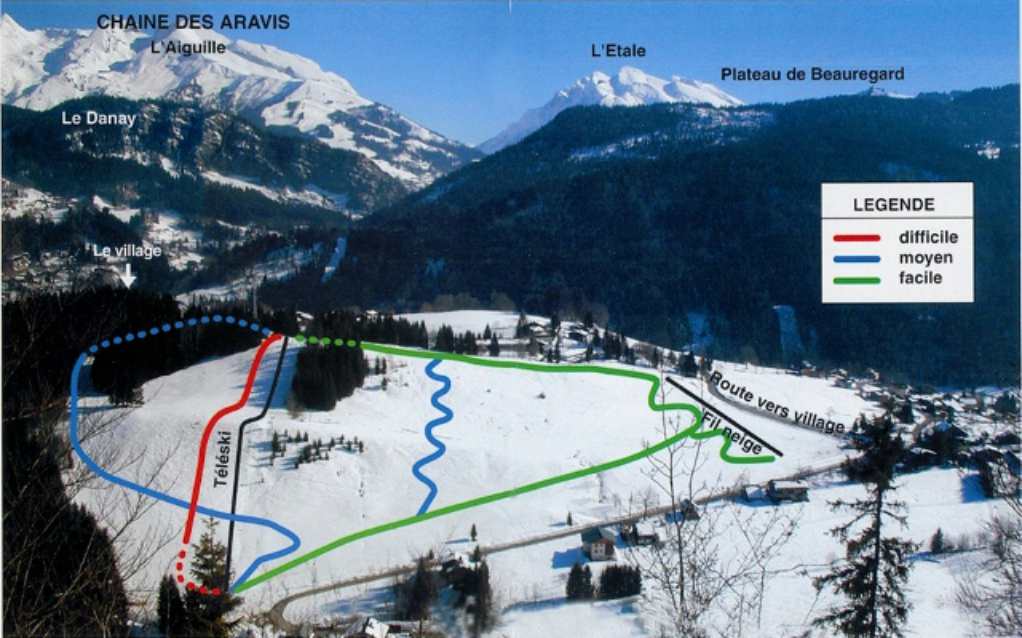 CHAINE DES ARAVIS
L'Aiguille
L'Etale
Plateau de Beauregard
Le Danay
LEGENDE
difficile
moyen
facile
Le village
Route vers village
Fil neige
Téléski